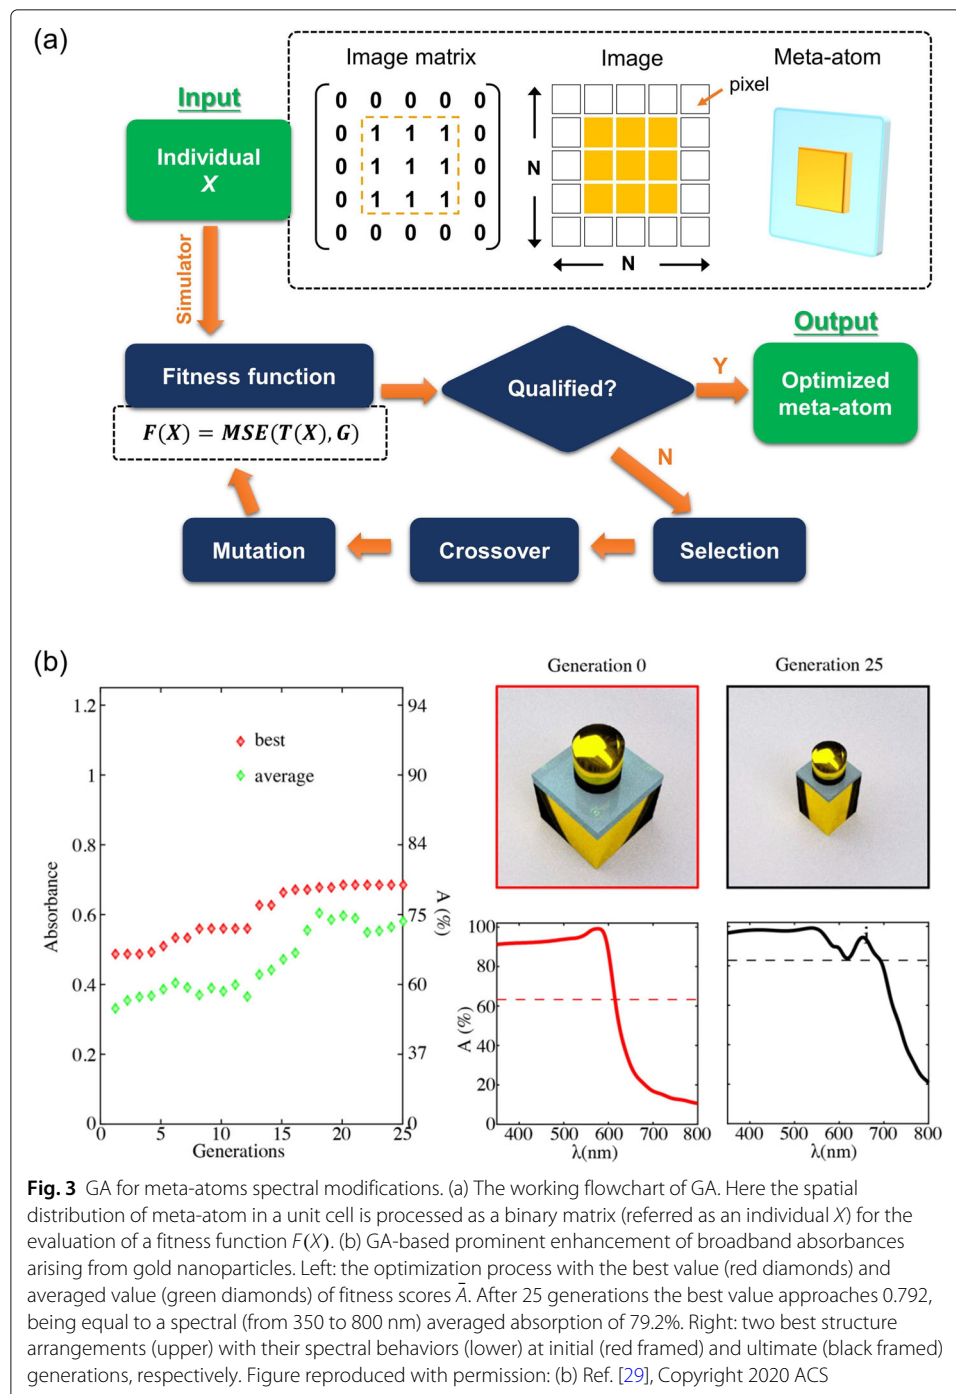 (a)
Image matrix
Image
Meta-atom
pixel
Input
Individual
X
0 0 0 0 0
0 1 1 1 0
0 1 1 1 0
0 1 1 1 0
0 0 0 0 0
N
N
Simulator
Output
Fitness function
F(X) = MSE(T(X), G)
Qualified?
Y
Optimized
meta-atom
N
Mutation
Crossover
Selection
(b)
Generation 0
Generation 25
1.2
1
0.8
0.6
0.4
0.2
0
Absorbance
best
average
94
90
84
75
60
37
0
A (%)
0 5 10 15 20 25
Generations
100
80
60
40
20
0
A (%)
400 500 600 700 800
λ(nm)
400 500 600 700 800
λ(nm)
Fig. 3 GA for meta-atoms spectral modifications. (a) The working flowchart of GA. Here the spatial
distribution of meta-atom in a unit cell is processed as a binary matrix (referred as an individual X) for the
evaluation of a fitness function F(X). (b) GA-based prominent enhancement of broadband absorbances
arising from gold nanoparticles. Left: the optimization process with the best value (red diamonds) and
averaged value (green diamonds) of fitness scores Ā. After 25 generations the best value approaches 0.792,
being equal to a spectral (from 350 to 800 nm) averaged absorption of 79.2%. Right: two best structure
arrangements (upper) with their spectral behaviors (lower) at initial (red framed) and ultimate (black framed)
generations, respectively. Figure reproduced with permission: (b) Ref. [29], Copyright 2020 ACS